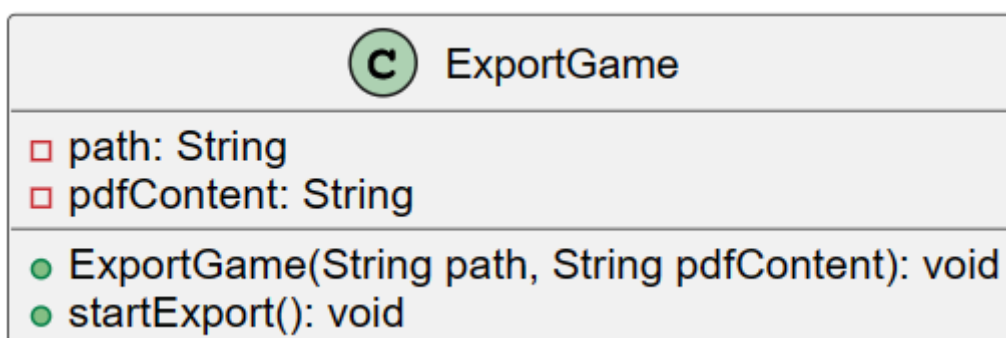 C ExportGame
path: String
pdfContent: String
ExportGame(String path, String pdfContent): void
startExport(): void